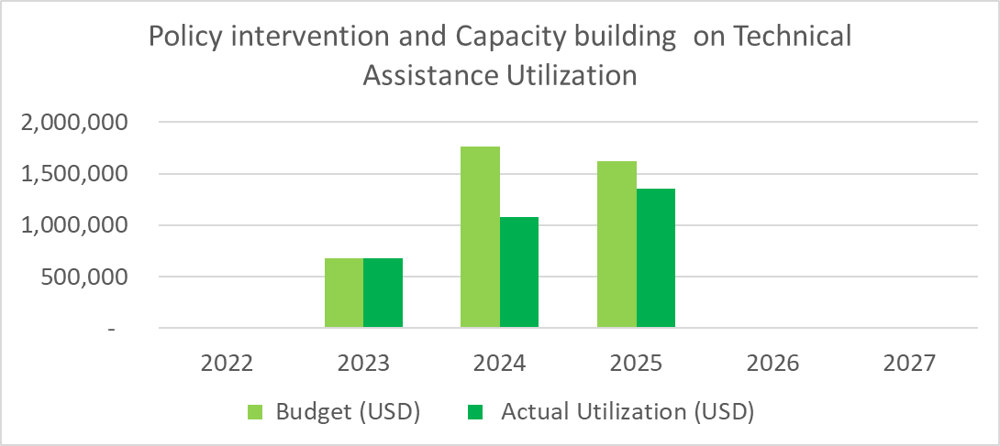 Policy intervention and Capacity building  on Technical
Assistance Utilization
2,000,000
1,500,000
1,000,000
500,000
-
2022 2023 2024 2025 2026 2027
Budget (USD) Actual Utilization (USD)